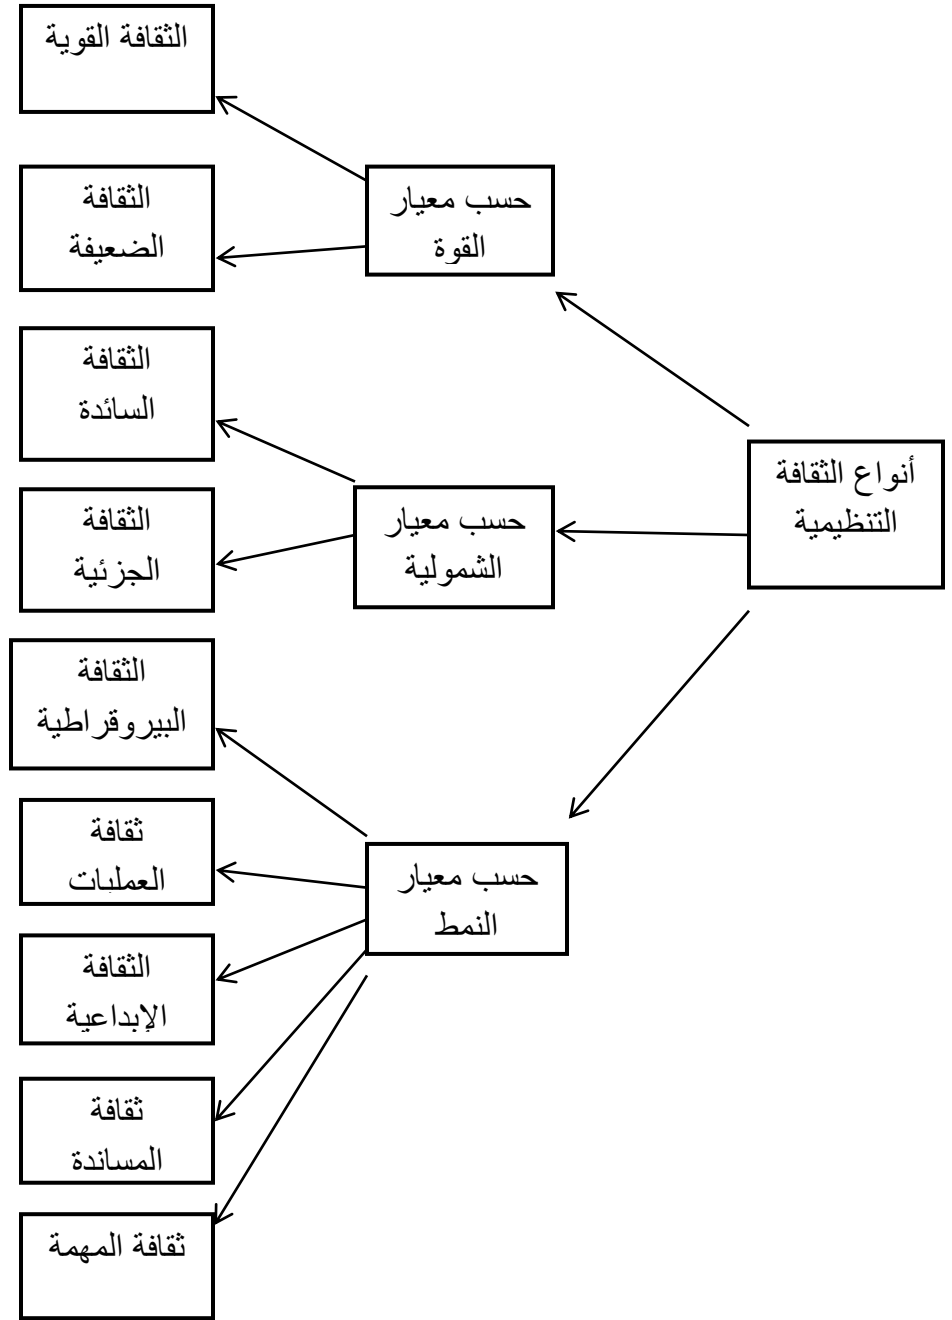 أنواع الثقافة
التنظيمية
حسب معيار
القوة
الثقافة القوية
الثقافة
الضعيفة
حسب معيار
الشمولية
الثقافة
السائدة
الثقافة
الجزئية
حسب معيار
النمط
الثقافة
البيروقراطية
ثقافة
العمليات
الثقافة
الإبداعية
ثقافة
المساندة
ثقافة المهمة